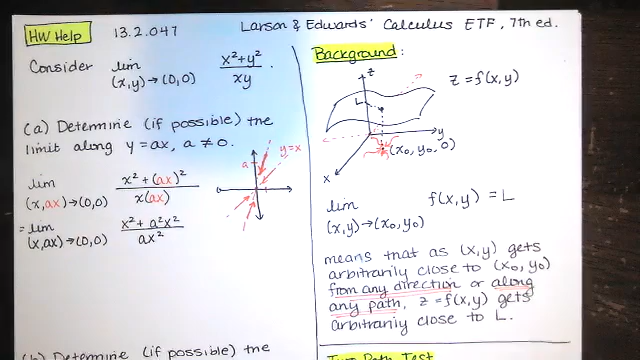 HW Help 13.2.047 Larson & Edwards' Calculus ETF, 7th ed.
Consider lim (x,y)→(0,0) x²+y² / xy .
(a) Determine (if possible) the
limit along y=ax, a≠0.
a
y=x
lim (x,ax)→(0,0) x²+(ax)² / x(ax)
= lim (x,ax)→(0,0) x²+a²x² / ax²
(b) Determine (if possible) the
Background:
z
z=f(x,y)
L
y
(x₀,y₀,0)
x
lim (x,y)→(x₀,y₀) f(x,y) = L
means that as (x,y) gets
arbitrarily close to (x₀,y₀)
from any direction or along
any path, z=f(x,y) gets
arbitrarily close to L.
Two Path Test